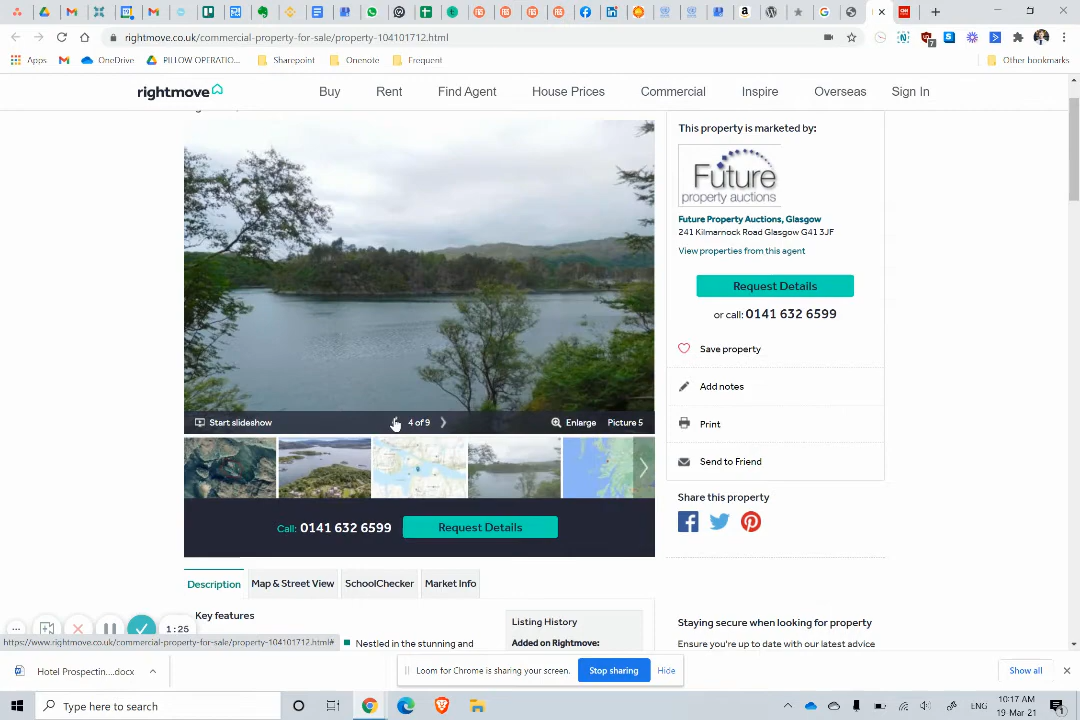 rightmove.co.uk/commercial-property-for-sale/property-104101712.html
Apps
OneDrive
PILLOW OPERATIO...
Sharepoint
Onenote
Frequent
Other bookmarks
rightmove
Buy
Rent
Find Agent
House Prices
Commercial
Inspire
Overseas
Sign In
This property is marketed by:
Future
property auctions
Future Property Auctions, Glasgow
241 Kilmarnock Road Glasgow G41 3JF
View properties from this agent
Request Details
or call: 0141 632 6599
Save property
Add notes
Print
Send to Friend
Share this property
Start slideshow
4 of 9
Enlarge
Picture 5
Call: 0141 632 6599
Request Details
Description
Map & Street View
SchoolChecker
Market Info
Key features
Nestled in the stunning and
Listing History
Added on Rightmove:
Staying secure when looking for property
Ensure you're up to date with our latest advice
1:25
https://www.rightmove.co.uk/commercial-property-for-sale/property-104101712.html#
Hotel Prospectin....docx
Loom for Chrome is sharing your screen.
Stop sharing
Hide
Show all
Type here to search
ENG
10:17 AM
19 Mar 21